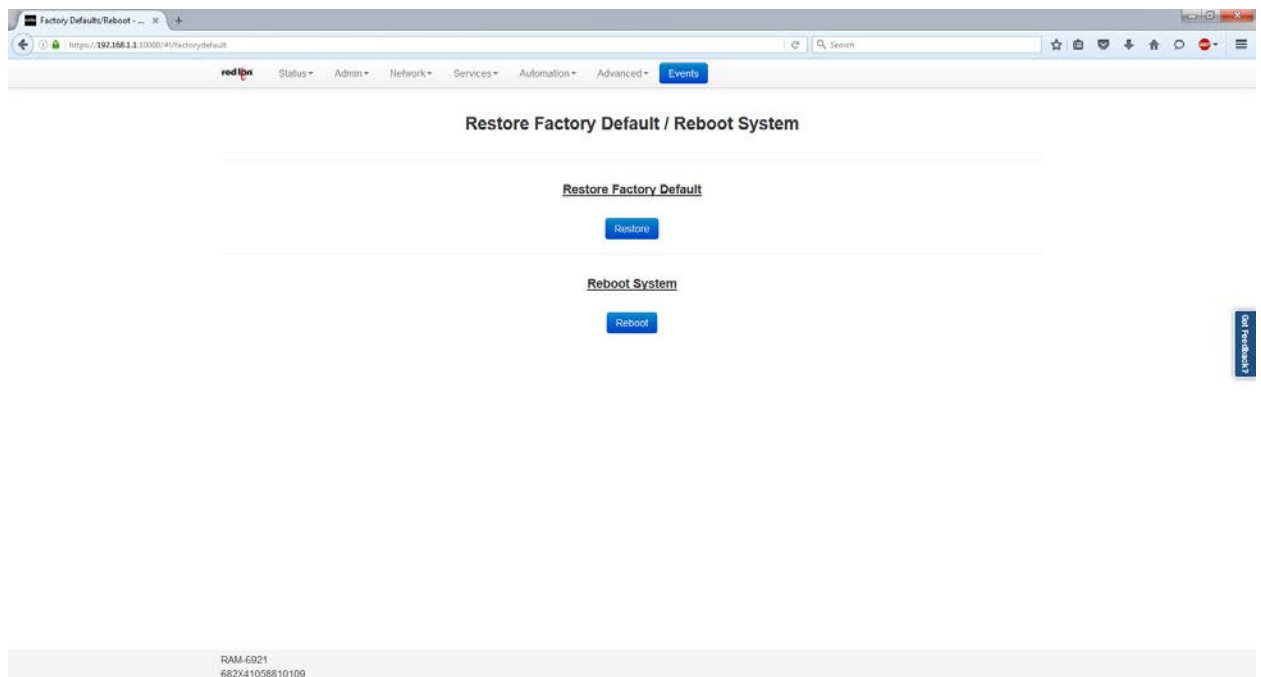 Factory Defaults/Reboot - ... × +
https://192.168.1.1:10000/#!/factorydefault
Search
red lion Status Admin Network Services Automation Advanced Events
Restore Factory Default / Reboot System
Restore Factory Default
Restore
Reboot System
Reboot
Got Feedback?
RAM-6921
682X41058810109